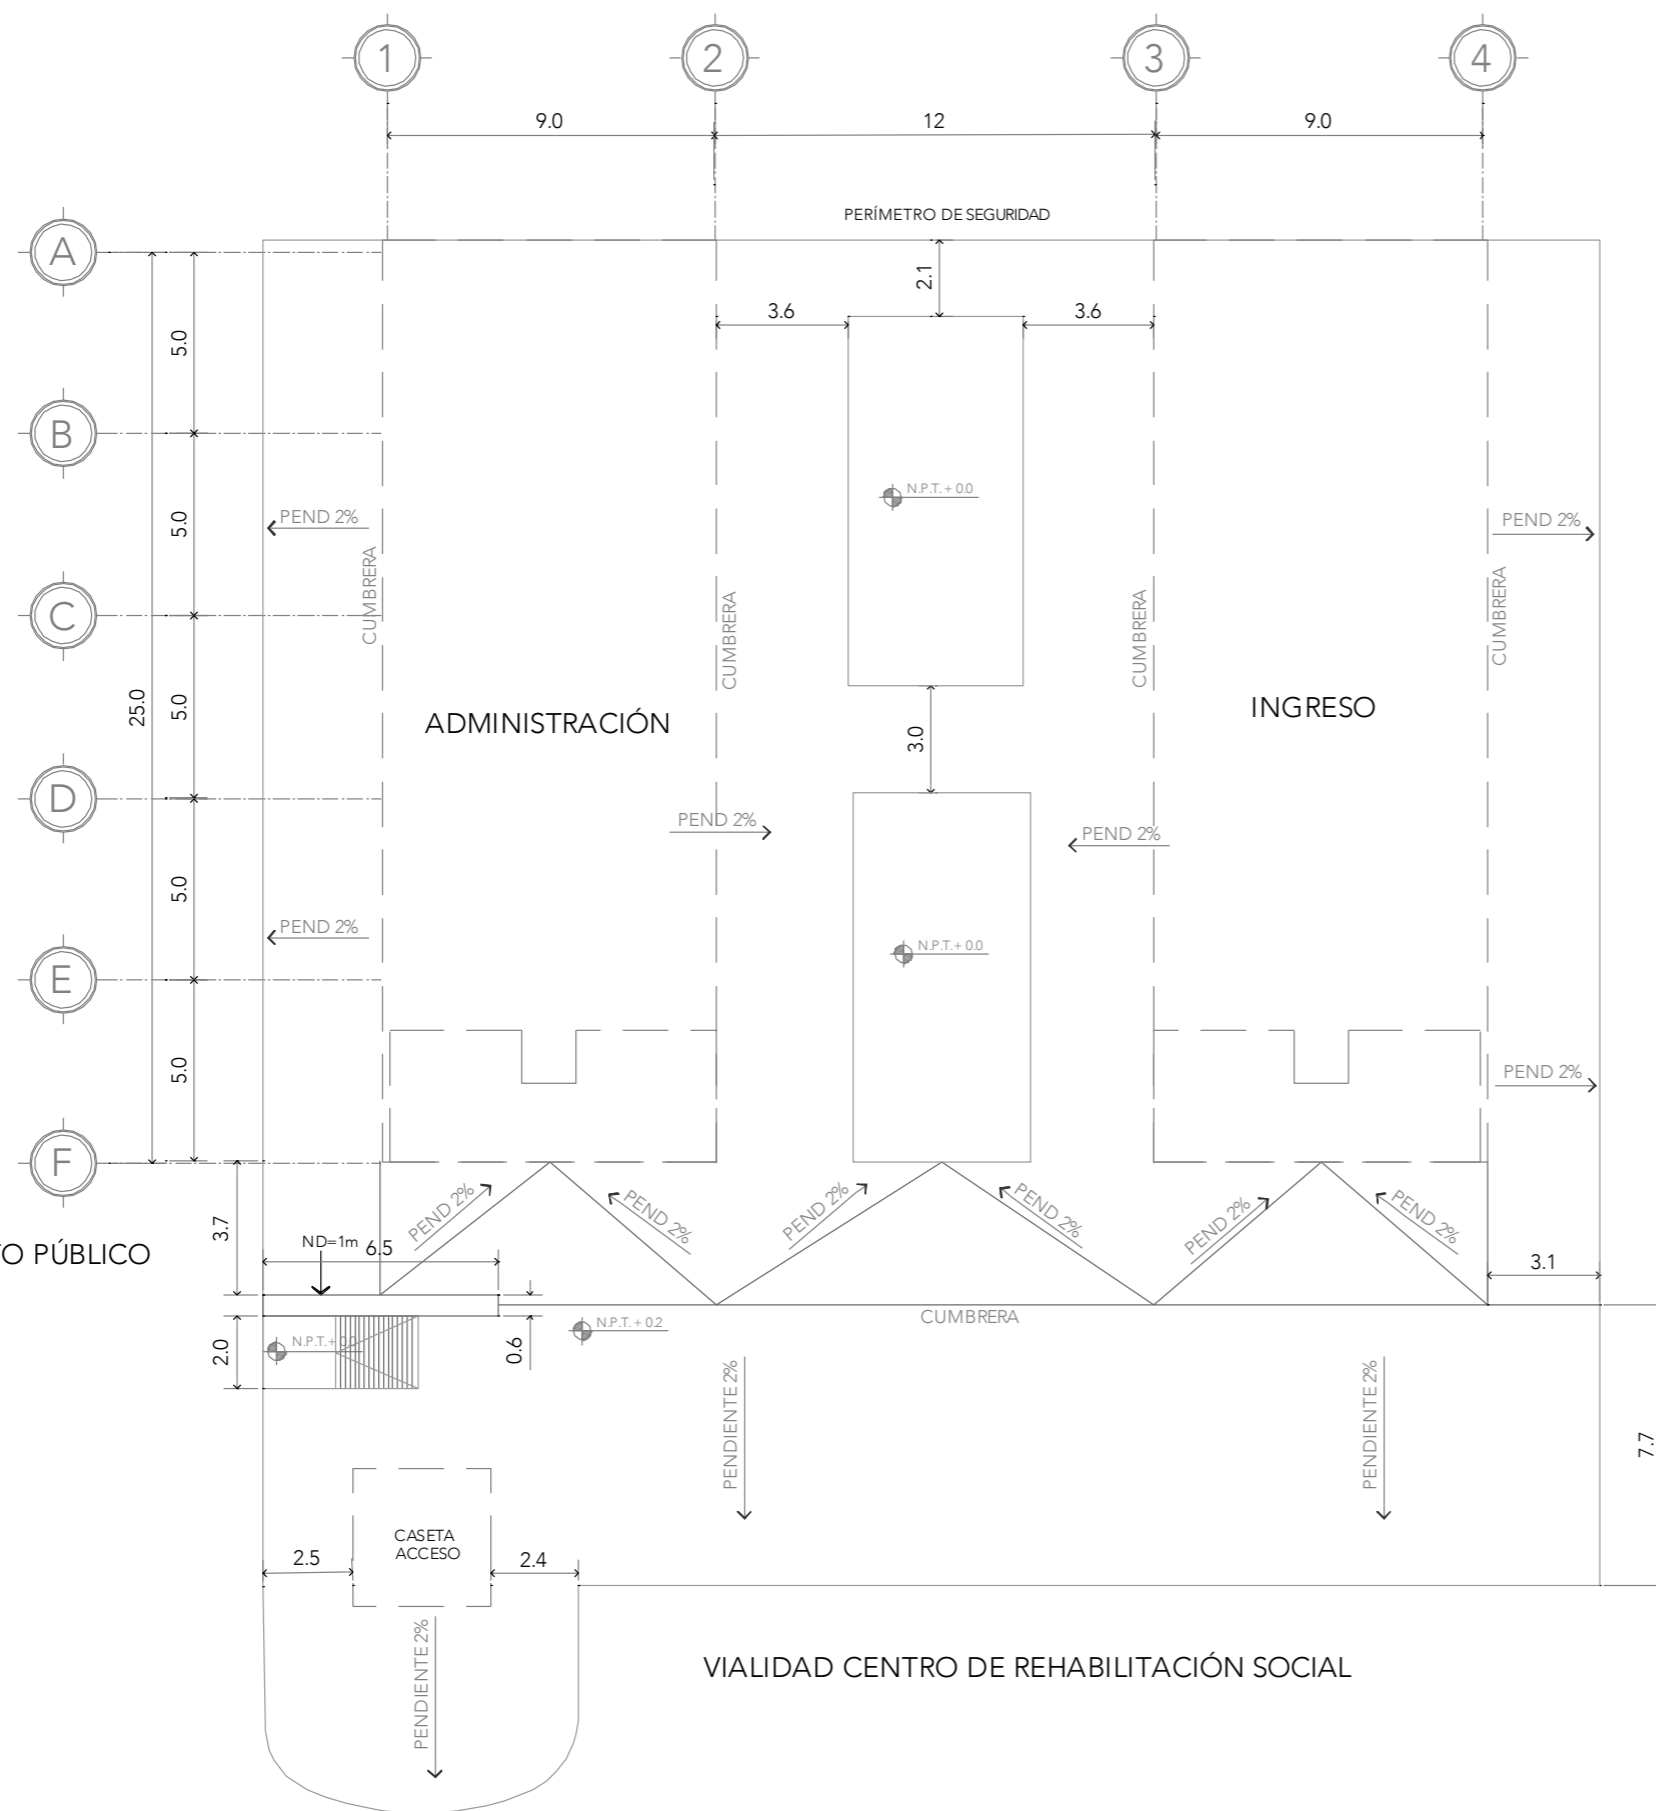 1
2
3
4
9.0
12
9.0
PERÍMETRO DE SEGURIDAD
A
2.1
3.6
3.6
5.0
B
N.P.T. + 0.0
PEND 2%
PEND 2%
5.0
CUMBRERA
CUMBRERA
CUMBRERA
CUMBRERA
C
25.0
5.0
ADMINISTRACIÓN
INGRESO
3.0
D
PEND 2%
PEND 2%
5.0
PEND 2%
N.P.T. + 0.0
E
5.0
PEND 2%
F
3.7
PEND 2%
PEND 2%
PEND 2%
PEND 2%
PEND 2%
PEND 2%
O PÚBLICO
ND=1m
6.5
3.1
CUMBRERA
N.P.T. + 0.2
N.P.T. + 0.0
2.0
0.6
PENDIENTE 2%
PENDIENTE 2%
7.7
CASETA
ACCESO
2.5
2.4
PENDIENTE 2%
VIALIDAD CENTRO DE REHABILITACIÓN SOCIAL